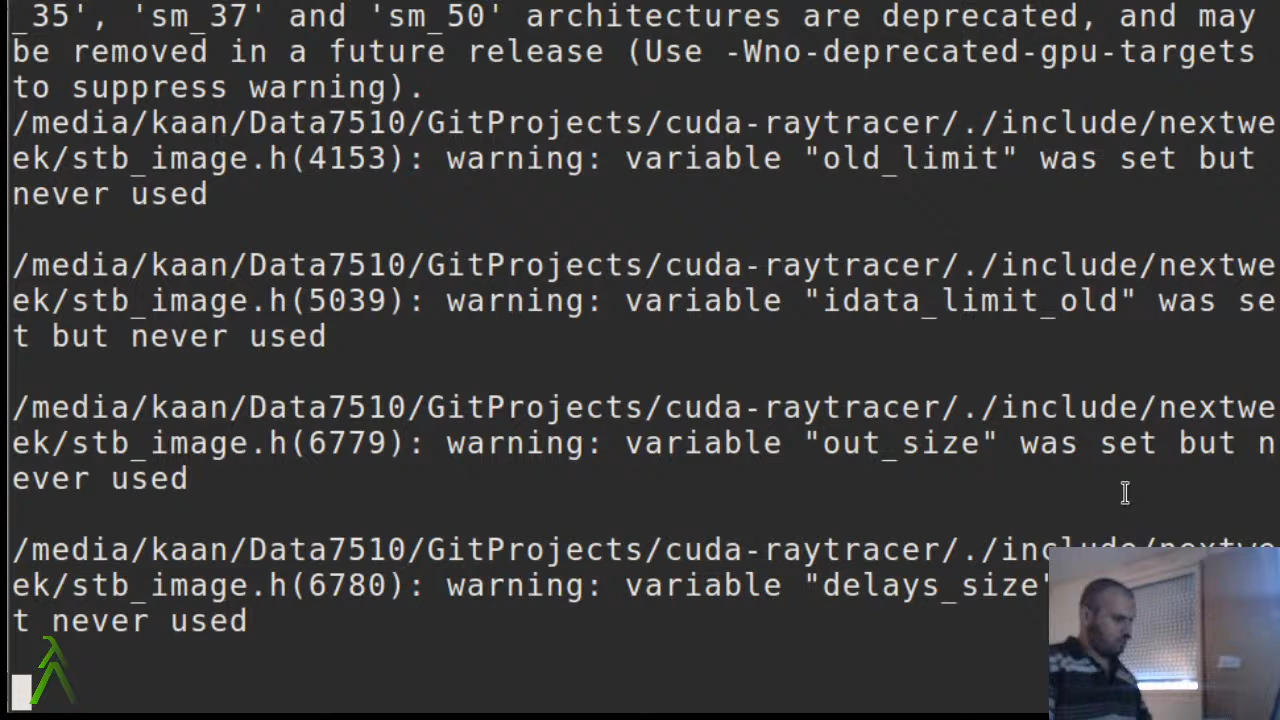 _35', 'sm_37' and 'sm_50' architectures are deprecated, and may
be removed in a future release (Use -Wno-deprecated-gpu-targets
to suppress warning).
/media/kaan/Data7510/GitProjects/cuda-raytracer/./include/nextwe
ek/stb_image.h(4153): warning: variable "old_limit" was set but
never used
/media/kaan/Data7510/GitProjects/cuda-raytracer/./include/nextwe
ek/stb_image.h(5039): warning: variable "idata_limit_old" was se
t but never used
/media/kaan/Data7510/GitProjects/cuda-raytracer/./include/nextwe
ek/stb_image.h(6779): warning: variable "out_size" was set but n
ever used
/media/kaan/Data7510/GitProjects/cuda-raytracer/./include/nextwe
ek/stb_image.h(6780): warning: variable "delays_size"
t never used